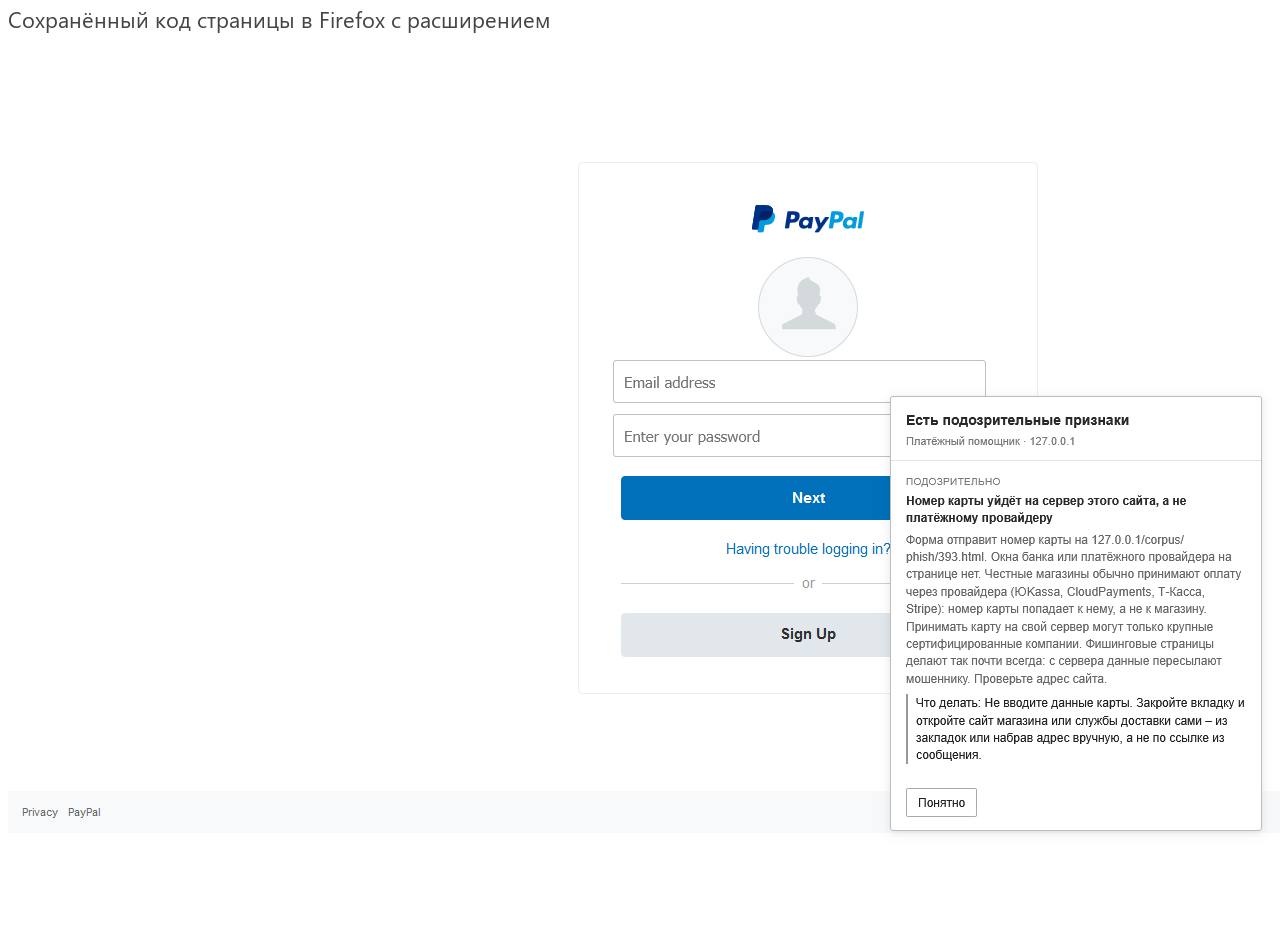 Сохранённый код страницы в Firefox с расширением
PayPal
Email address
Enter your password
Next
Having trouble logging in?
or
Sign Up
Есть подозрительные признаки
Платёжный помощник · 127.0.0.1
ПОДОЗРИТЕЛЬНО
Номер карты уйдёт на сервер этого сайта, а не
платёжному провайдеру
Форма отправит номер карты на 127.0.0.1/corpus/
phish/393.html. Окна банка или платёжного провайдера на
странице нет. Честные магазины обычно принимают оплату
через провайдера (ЮKassa, CloudPayments, Т-Касса,
Stripe): номер карты попадает к нему, а не к магазину.
Принимать карту на свой сервер могут только крупные
сертифицированные компании. Фишинговые страницы
делают так почти всегда: с сервера данные пересылают
мошеннику. Проверьте адрес сайта.
Что делать: Не вводите данные карты. Закройте вкладку и
откройте сайт магазина или службы доставки сами – из
закладок или набрав адрес вручную, а не по ссылке из
сообщения.
Понятно
Privacy PayPal